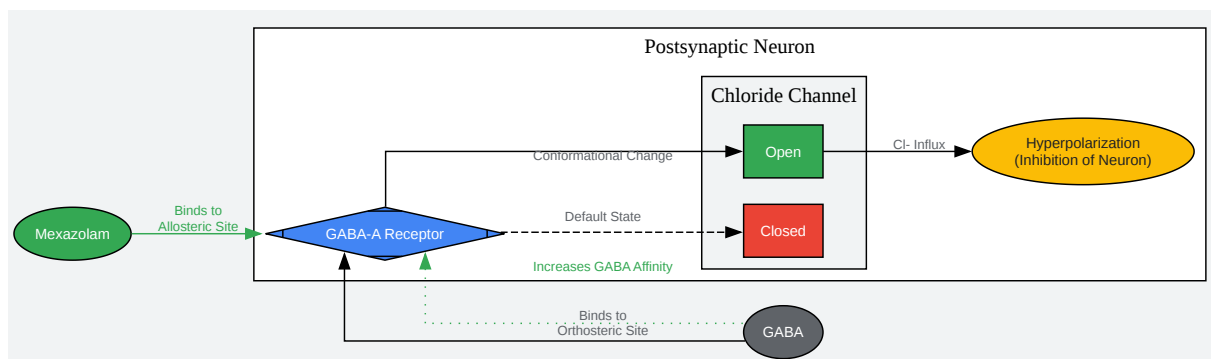 Postsynaptic Neuron
Chloride Channel
Conformational Change
Open
Cl- Influx
Hyperpolarization
(Inhibition of Neuron)
Mexazolam
Binds to
Allosteric Site
GABA-A Receptor
Default State
Closed
Increases GABA Affinity
Binds to
Orthosteric Site
GABA